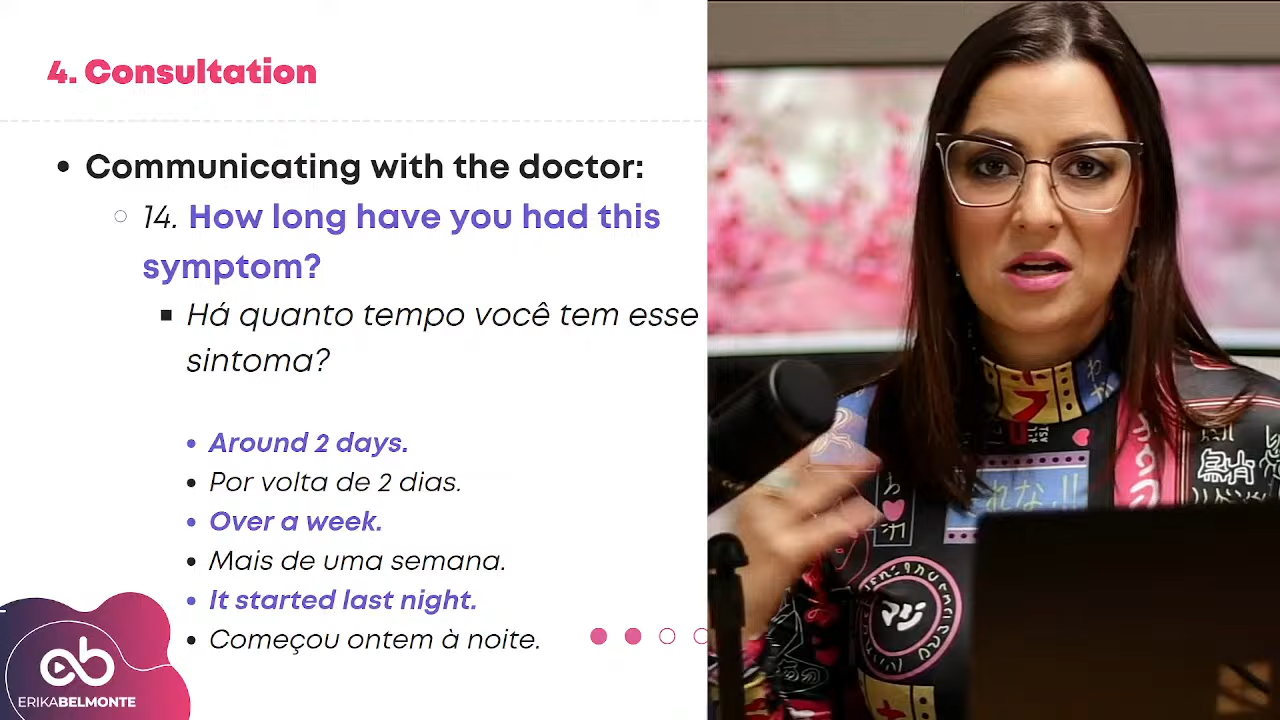 4. Consultation
Communicating with the doctor:
14. How long have you had this
symptom?
Há quanto tempo você tem esse
sintoma?
Around 2 days.
Por volta de 2 dias.
Over a week.
Mais de uma semana.
It started last night.
Começou ontem à noite.
eb
ERIKABELMONTE